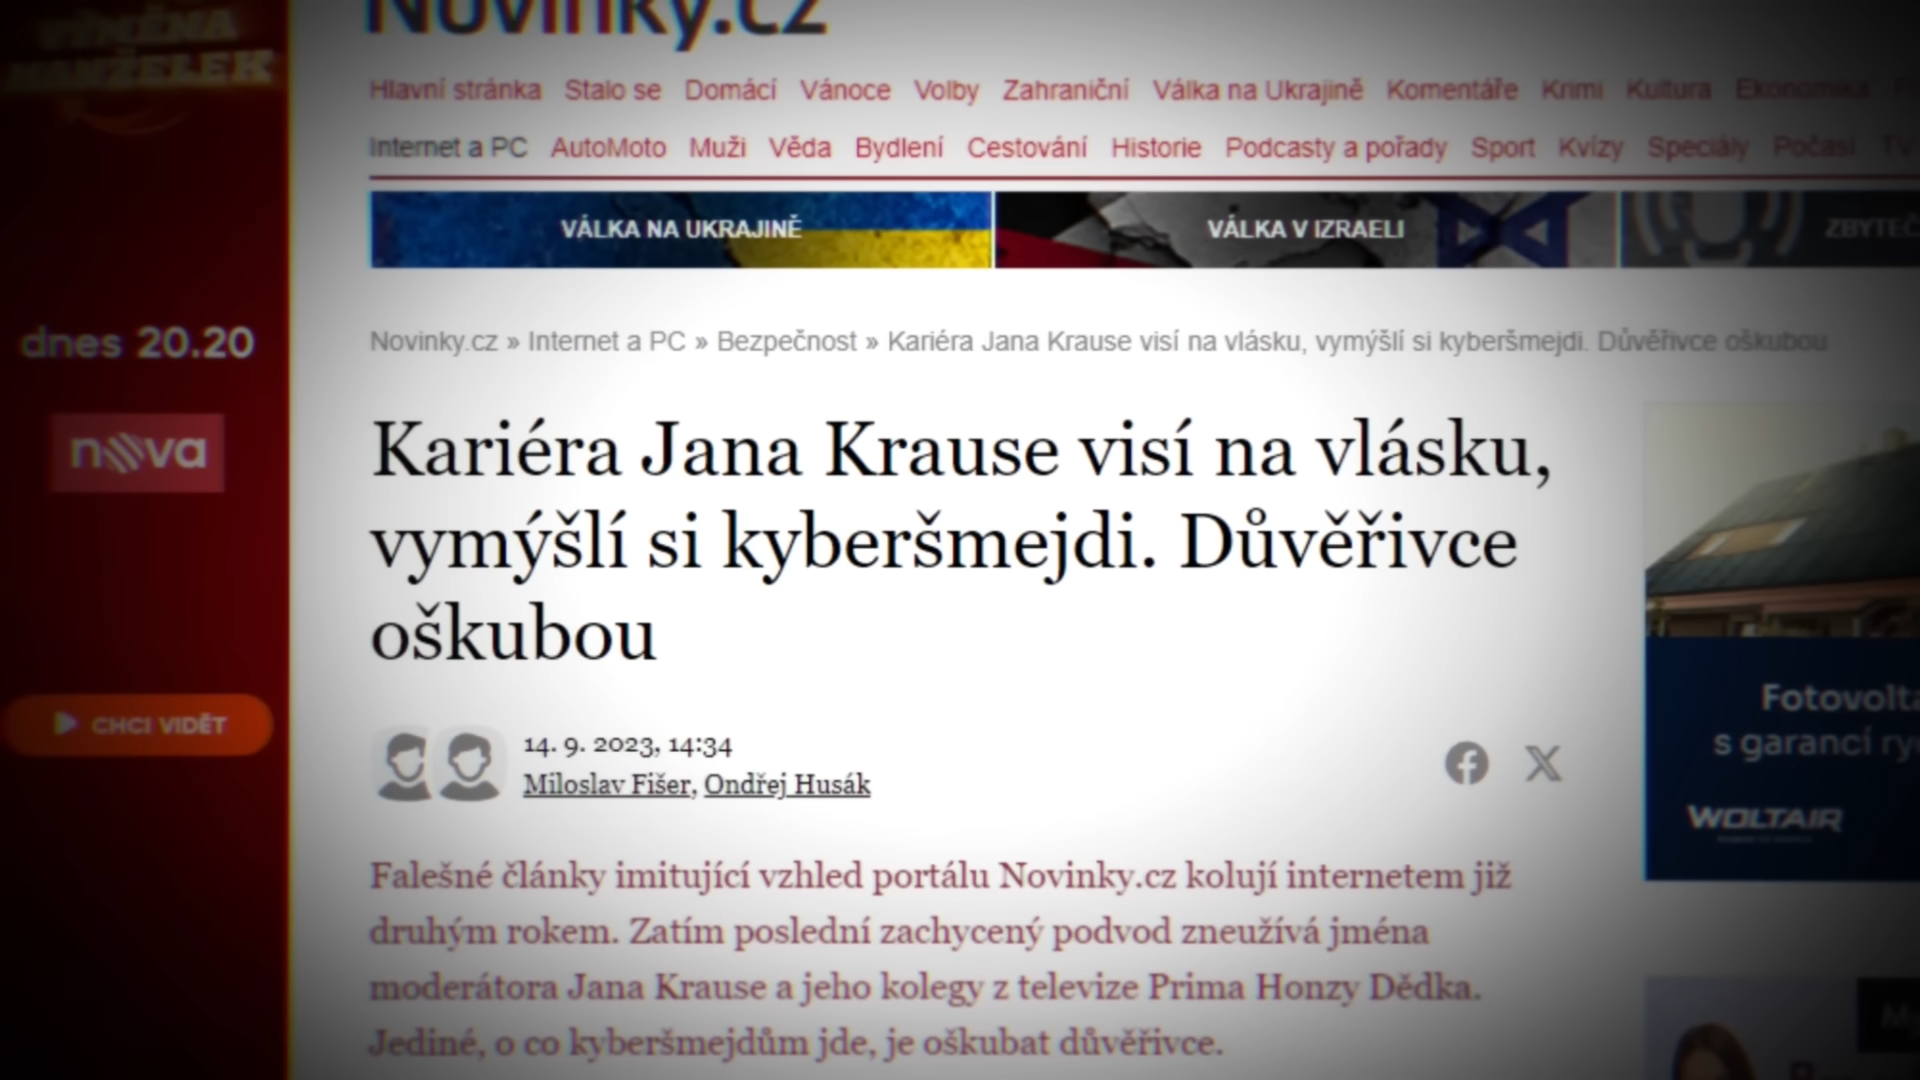 VÝMĚNA
MANŽELEK
dnes 20.20
nova
CHCI VIDĚT
Novinky.cz
Hlavní stránka Stalo se Domácí Vánoce Volby Zahraniční Válka na Ukrajině Komentáře Krimi Kultura Ekonomika
Internet a PC AutoMoto Muži Věda Bydlení Cestování Historie Podcasty a pořady Sport Kvízy Speciály Počasí TV
VÁLKA NA UKRAJINĚ
VÁLKA V IZRAELI
Novinky.cz » Internet a PC » Bezpečnost » Kariéra Jana Krause visí na vlásku, vymýšlí si kyberšmejdi. Důvěřivce oškubou
Kariéra Jana Krause visí na vlásku,
vymýšlí si kyberšmejdi. Důvěřivce
oškubou
14. 9. 2023, 14:34
Miloslav Fišer, Ondřej Husák
Falešné články imitující vzhled portálu Novinky.cz kolují internetem již
druhým rokem. Zatím poslední zachycený podvod zneužívá jména
moderátora Jana Krause a jeho kolegy z televize Prima Honzy Dědka.
Jediné, o co kyberšmejdům jde, je oškubat důvěřivce.
s garancí
WOLTAIR